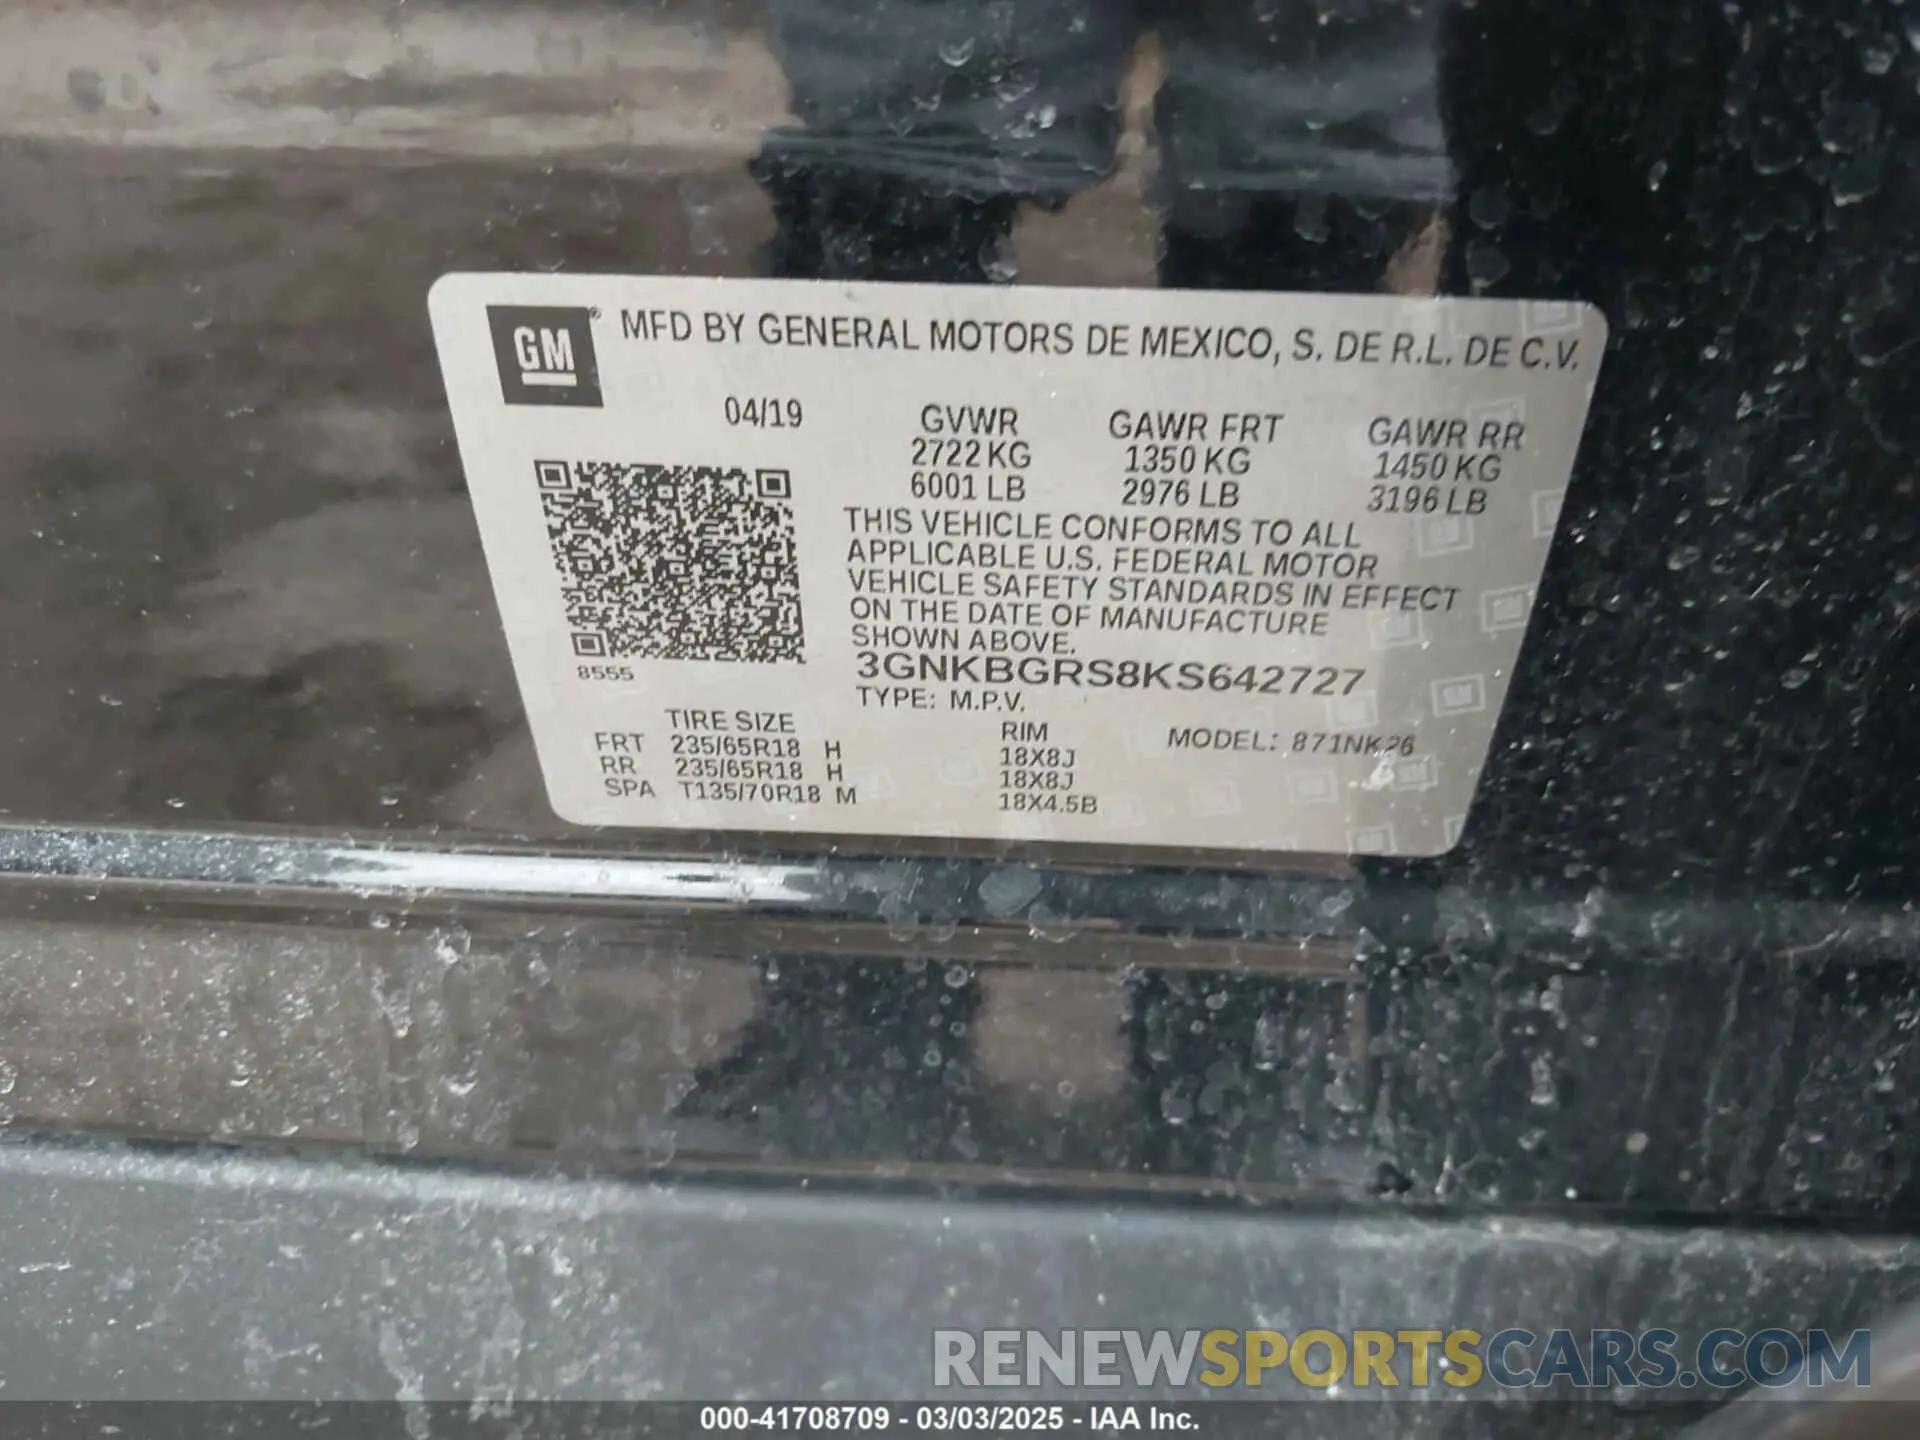 GM® MFD BY GENERAL MOTORS DE MEXICO, S. DE R.L. DE C.V.
04/19
GVWR GAWR FRT GAWR RR
2722 KG 1350 KG 1450 KG
6001 LB 2976 LB 3196 LB
THIS VEHICLE CONFORMS TO ALL
APPLICABLE U.S. FEDERAL MOTOR
VEHICLE SAFETY STANDARDS IN EFFECT
ON THE DATE OF MANUFACTURE
SHOWN ABOVE.
3GNKBGRS8KS642727
8555
TYPE: M.P.V.
TIRE SIZE RIM MODEL: 871NK26
FRT 235/65R18 H 18X8J
RR 235/65R18 H 18X8J
SPA T135/70R18 M 18X4.5B
RENEWSPORTSCARS.COM
000-41708709 - 03/03/2025 - IAA Inc.